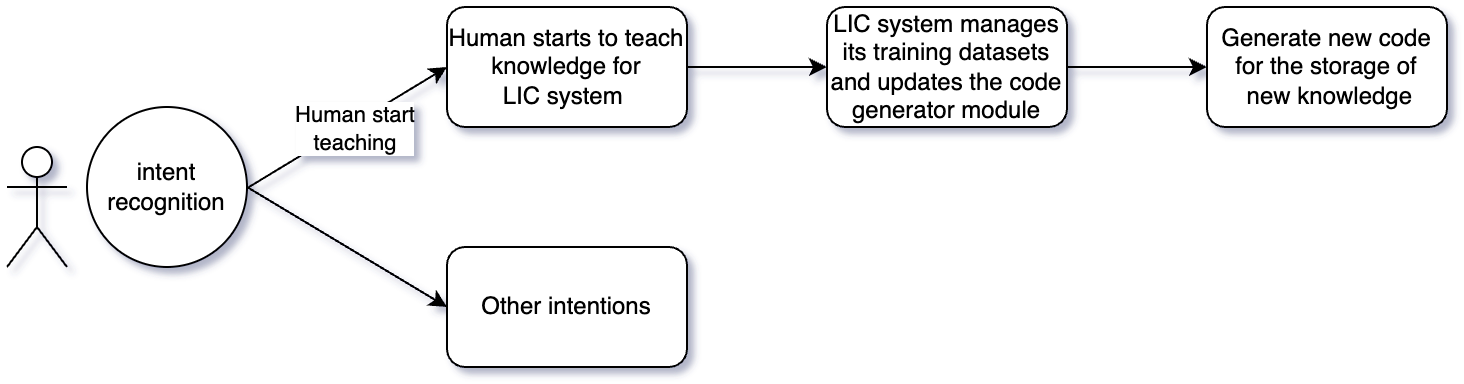 intent
recognition
Human start
teaching
Human starts to teach
knowledge for
LIC system
LIC system manages
its training datasets
and updates the code
generator module
Generate new code
for the storage of
new knowledge
Other intentions